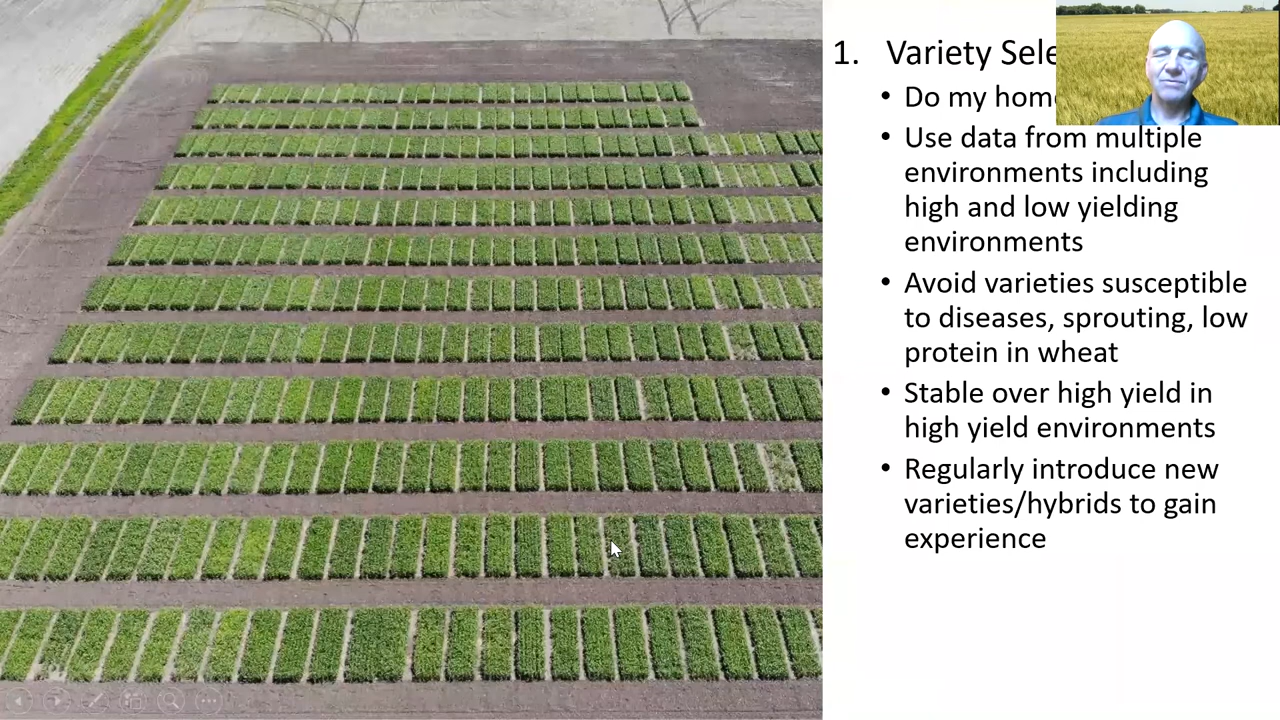 1. Variety Sele
• Do my hom
• Use data from multiple
environments including
high and low yielding
environments
• Avoid varieties susceptible
to diseases, sprouting, low
protein in wheat
• Stable over high yield in
high yield environments
• Regularly introduce new
varieties/hybrids to gain
experience